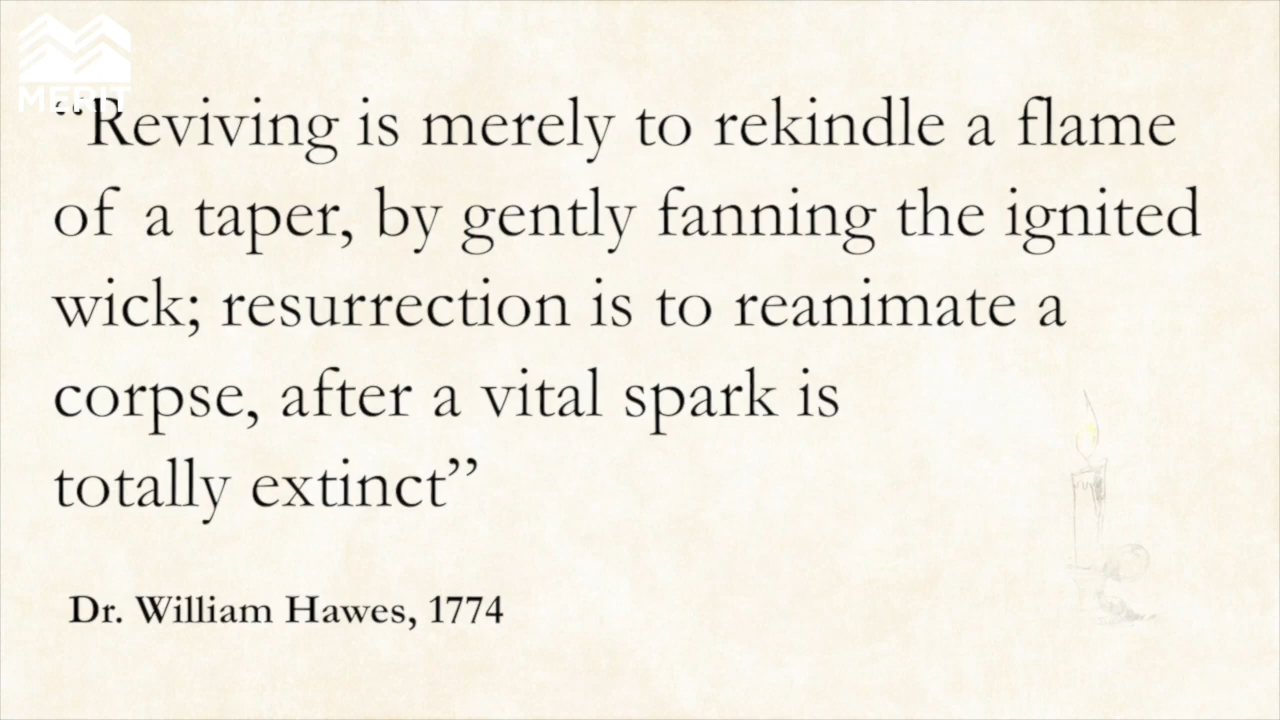 MERIT
“Reviving is merely to rekindle a flame
of a taper, by gently fanning the ignited
wick; resurrection is to reanimate a
corpse, after a vital spark is
totally extinct”
Dr. William Hawes, 1774